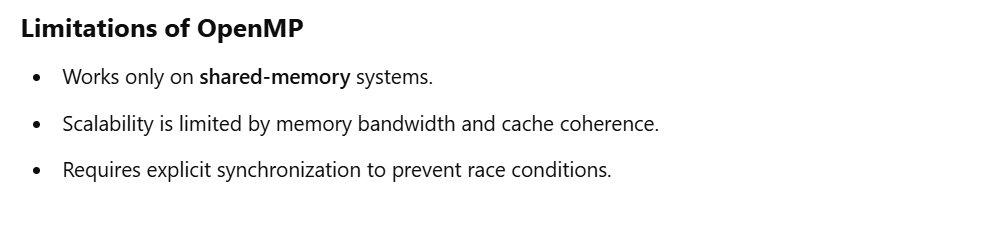 Limitations of OpenMP
• Works only on shared-memory systems.
• Scalability is limited by memory bandwidth and cache coherence.
• Requires explicit synchronization to prevent race conditions.